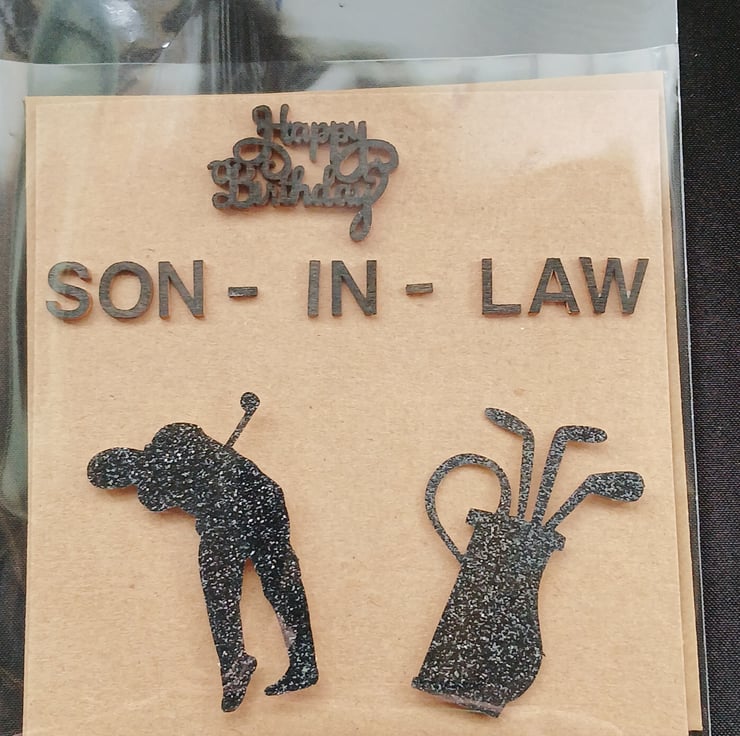 Happy
Birthday
SON - IN - LAW